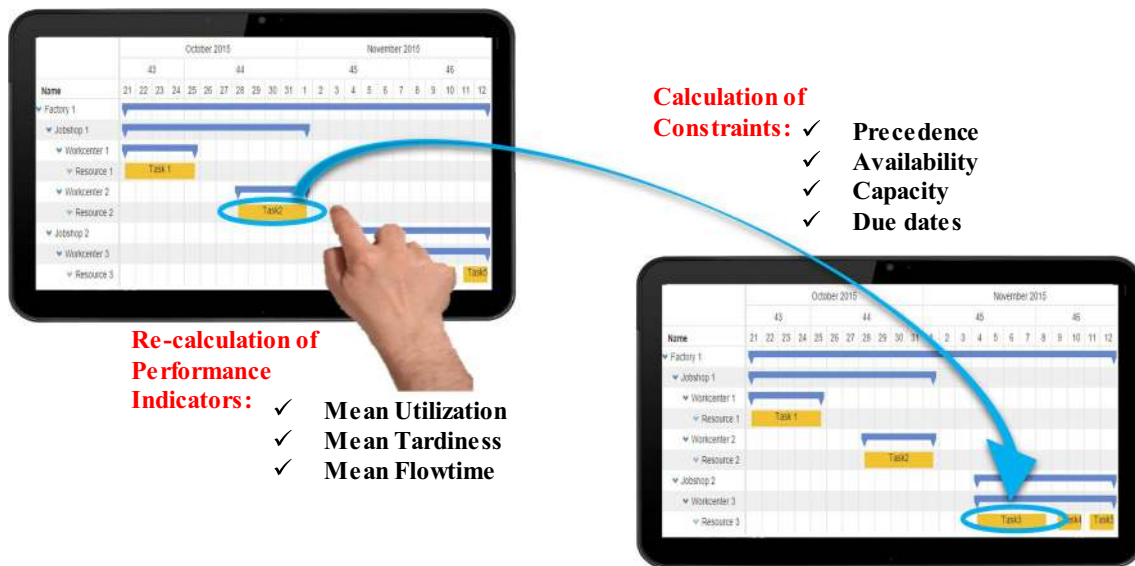 October 2015 November 2015
43 44 45 46
Name 21 22 23 24 25 26 27 28 29 30 31 1 2 3 4 5 6 7 8 9 10 11 12
Factory 1
Jobshop 1
Workcenter 1
Resource 1 Task 1
Workcenter 2
Resource 2 Task2
Jobshop 2
Workcenter 3
Resource 3
Re-calculation of
Performance
Indicators:
✓ Mean Utilization
✓ Mean Tardiness
✓ Mean Flowtime
Calculation of
Constraints:
✓ Precedence
✓ Availability
✓ Capacity
✓ Due dates
October 2015 November 2015
43 44 45 46
Name 21 22 23 24 25 26 27 28 29 30 31 1 2 3 4 5 6 7 8 9 10 11 12
Factory 1
Jobshop 1
Workcenter 1
Resource 1 Task 1
Workcenter 2
Resource 2 Task2
Jobshop 2
Workcenter 3
Resource 3 Task3